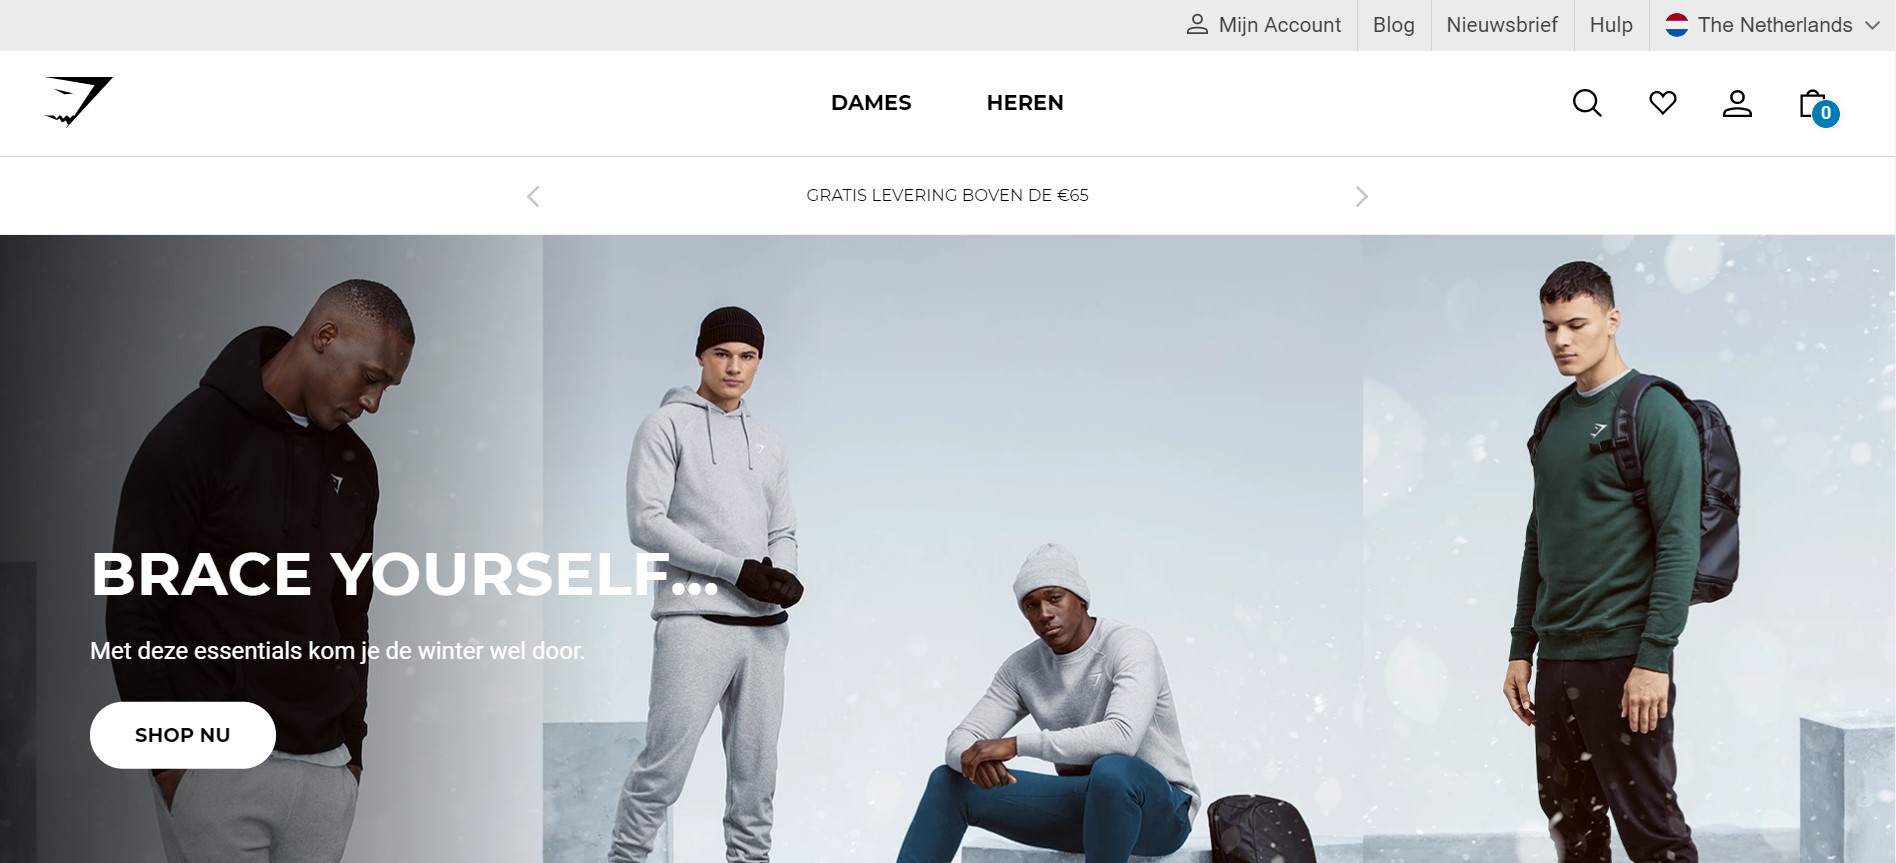 Mijn Account
Blog
Nieuwsbrief
Hulp
The Netherlands
DAMES
HEREN
0
GRATIS LEVERING BOVEN DE €65
BRACE YOURSELF...
Met deze essentials kom je de winter wel door.
SHOP NU